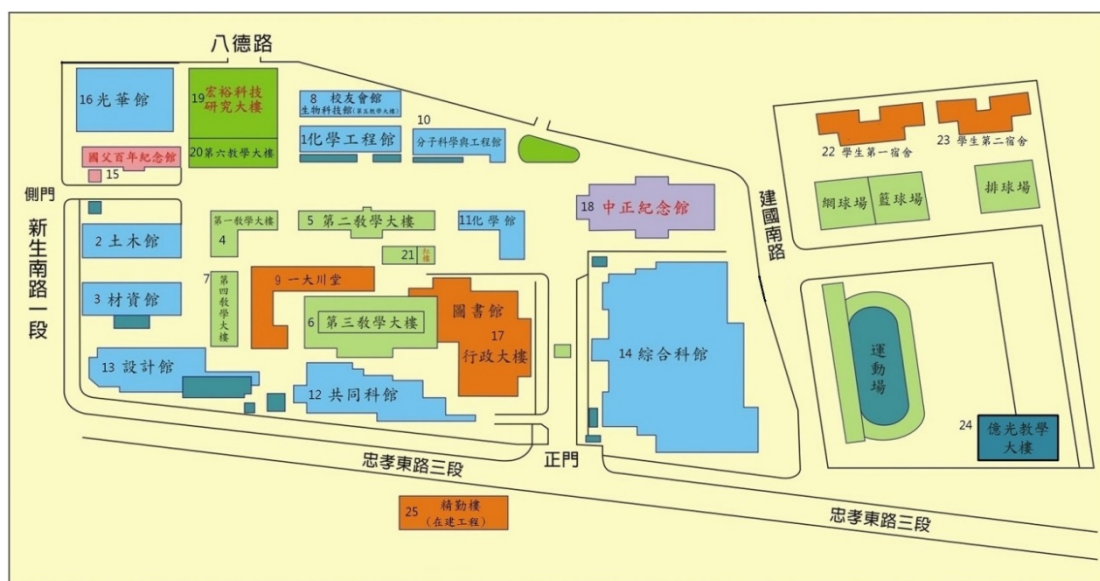 八德路
16 光華館
19 宏裕科技
研究大樓
20 第六教學大樓
8 校友會館
生物科技館(第五教學大樓)
1化學工程館
10
分子科學與工程館
國父百年紀念館
15
側門
新生南路一段
2 土木館
3 材資館
13 設計館
第一教學大樓
4
7
第四教學大樓
5 第二教學大樓
21 紅樓
11化學館
9 一大川堂
6 第三教學大樓
圖書館
17
行政大樓
12 共同科館
18 中正紀念館
14 綜合科館
建國南路
22 學生第一宿舍
23 學生第二宿舍
網球場
籃球場
排球場
運動場
24
億光教學
大樓
忠孝東路三段
正門
忠孝東路三段
25 精勤樓
(在建工程)